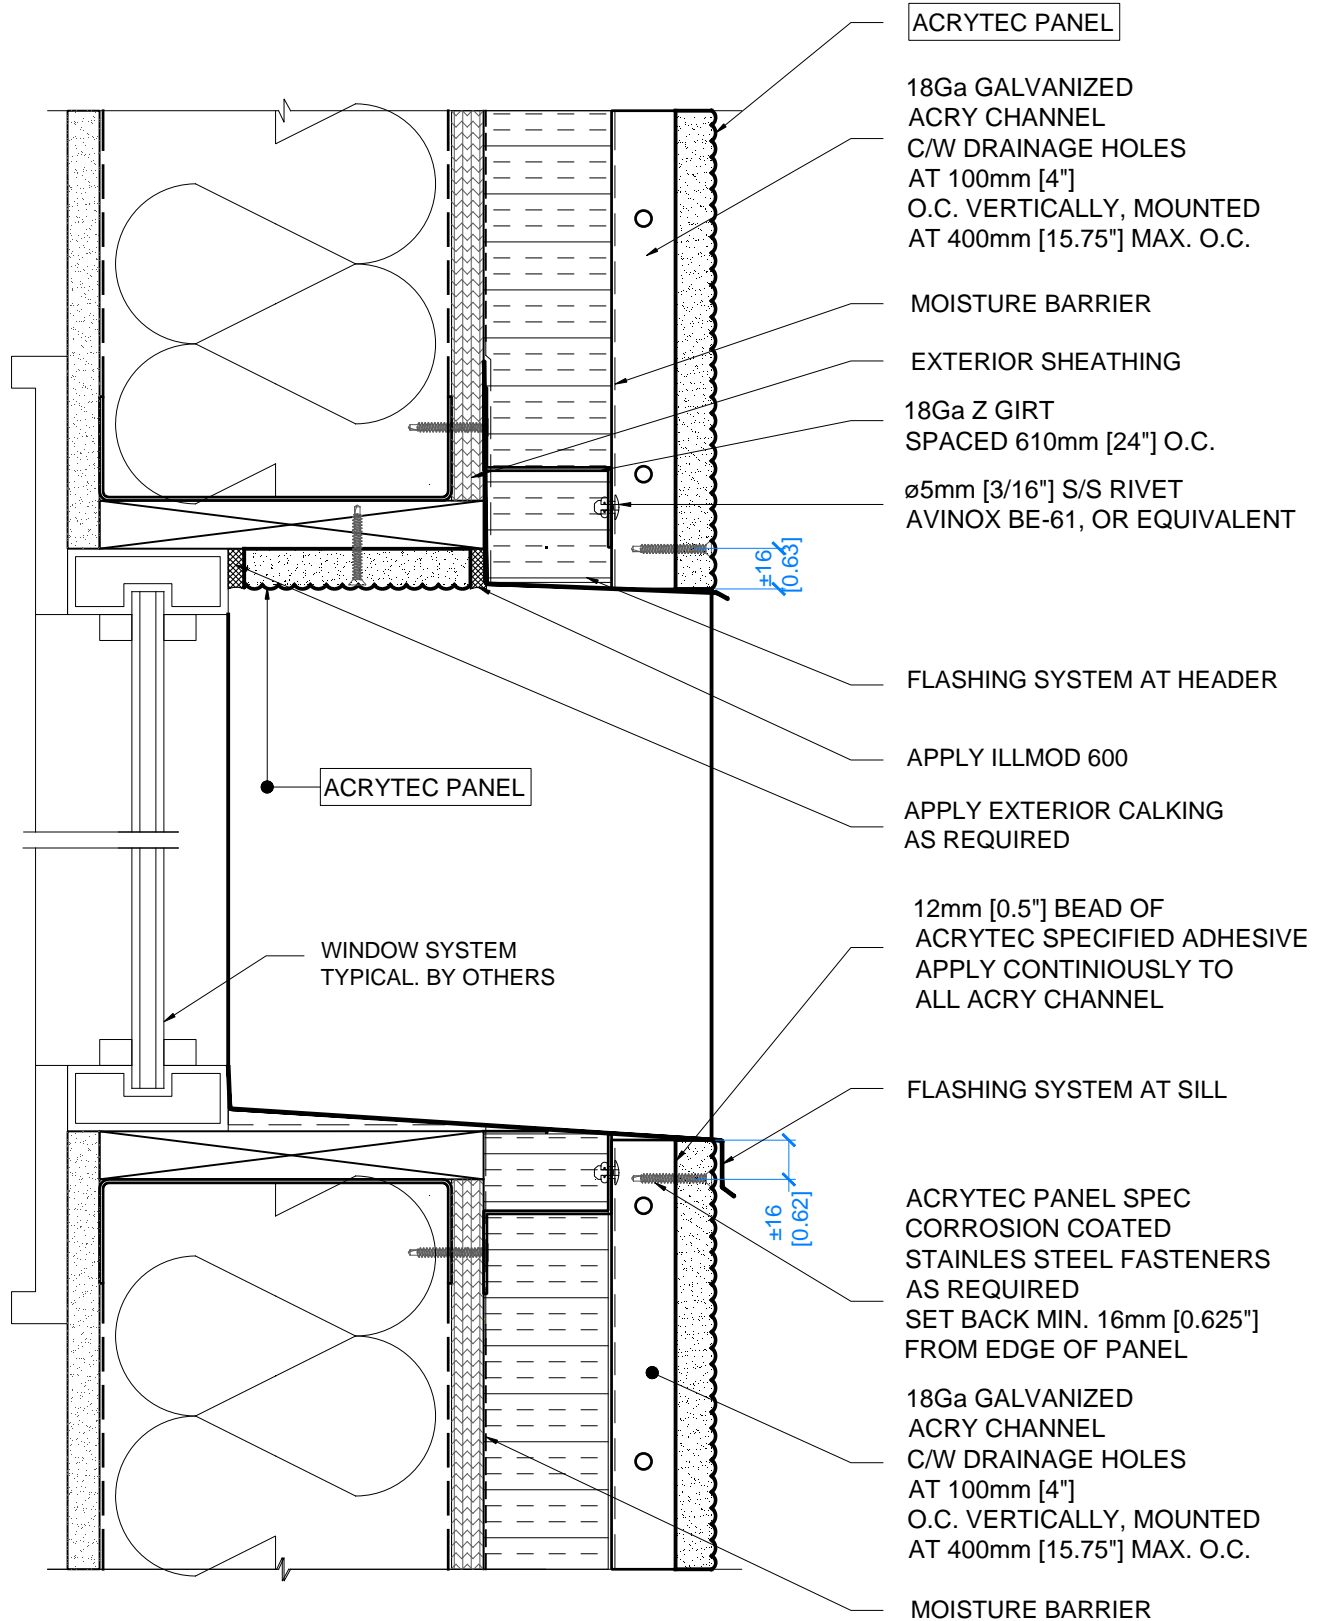 ACRYTEC PANEL
18Ga GALVANIZED
ACRY CHANNEL
C/W DRAINAGE HOLES
AT 100mm [4"]
O.C. VERTICALLY, MOUNTED
AT 400mm [15.75"] MAX. O.C.
MOISTURE BARRIER
EXTERIOR SHEATHING
18Ga Z GIRT
SPACED 610mm [24"] O.C.
ø5mm [3/16"] S/S RIVET
AVINOX BE-61, OR EQUIVALENT
±16
[0.63]
FLASHING SYSTEM AT HEADER
APPLY ILLMOD 600
ACRYTEC PANEL
APPLY EXTERIOR CALKING
AS REQUIRED
12mm [0.5"] BEAD OF
ACRYTEC SPECIFIED ADHESIVE
APPLY CONTINIOUSLY TO
ALL ACRY CHANNEL
WINDOW SYSTEM
TYPICAL. BY OTHERS
FLASHING SYSTEM AT SILL
±16
[0.62]
ACRYTEC PANEL SPEC
CORROSION COATED
STAINLES STEEL FASTENERS
AS REQUIRED
SET BACK MIN. 16mm [0.625"]
FROM EDGE OF PANEL
18Ga GALVANIZED
ACRY CHANNEL
C/W DRAINAGE HOLES
AT 100mm [4"]
O.C. VERTICALLY, MOUNTED
AT 400mm [15.75"] MAX. O.C.
MOISTURE BARRIER